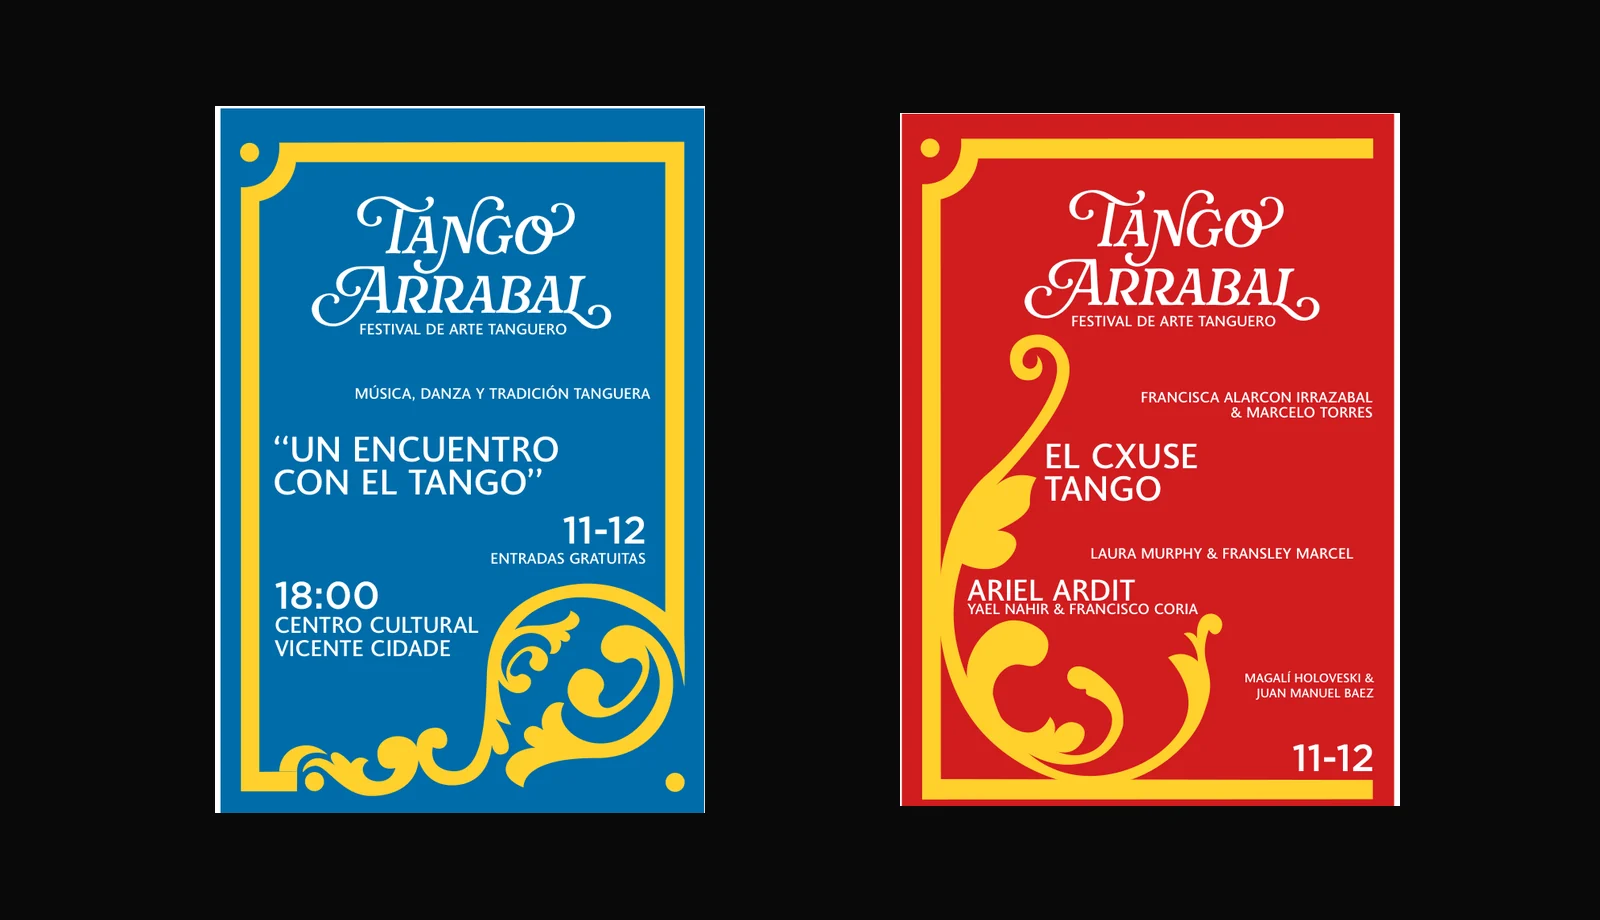 TANGO
ARRABAL
FESTIVAL DE ARTE TANGUERO
MÚSICA, DANZA Y TRADICIÓN TANGUERA
“UN ENCUENTRO
CON EL TANGO”
11-12
ENTRADAS GRATUITAS
18:00
CENTRO CULTURAL
VICENTE CIDADE
TANGO
ARRABAL
FESTIVAL DE ARTE TANGUERO
FRANCISCA ALARCON IRRAZABAL
& MARCELO TORRES
EL CXUSE
TANGO
LAURA MURPHY & FRANSLEY MARCEL
ARIEL ARDIT
YAEL NAHIR & FRANCISCO CORIA
MAGALÍ HOLOVESKI &
JUAN MANUEL BAEZ
11-12